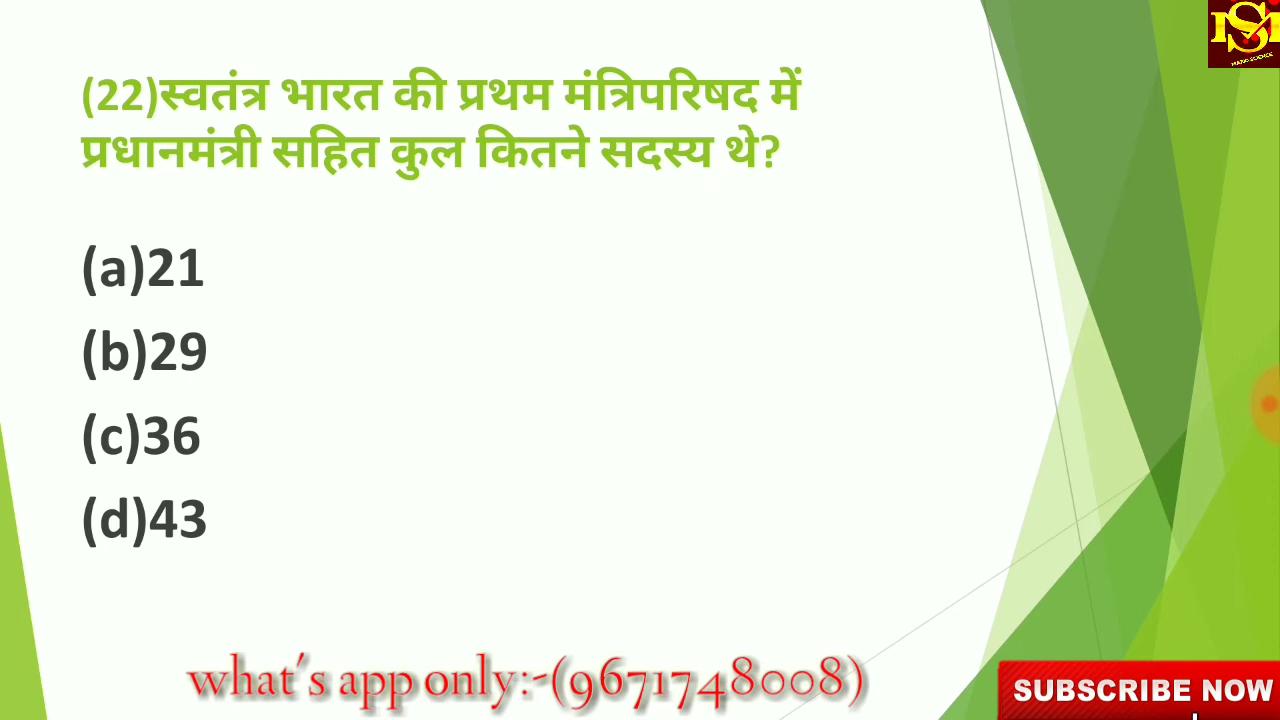 (22)स्वतंत्र भारत की प्रथम मंत्रिपरिषद में
प्रधानमंत्री सहित कुल कितने सदस्य थे?
(a)21
(b)29
(c)36
(d)43
what's app only:-(9671748008)
SUBSCRIBE NOW